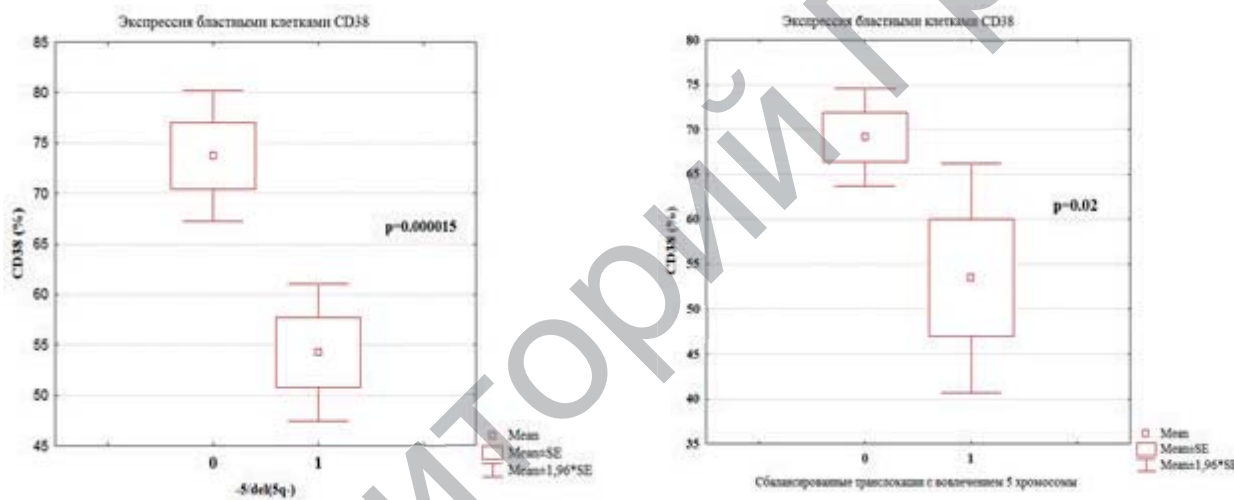 Экспрессия бластными клетками CD38
85
80
75
70
65
60
55
50
45
CD38 (%)
p=0.000015
0 1
-5/del(5q-)
Mean
Mean±SE
Mean±1,96*SE
Экспрессия бластными клетками CD38
80
75
70
65
60
55
50
45
40
35
CD38 (%)
p=0.02
0 1
Сбалансированные транслокации с вовлечением 5 хромосомы
Mean
Mean±SE
Mean±1,96*SE
иторий Гр